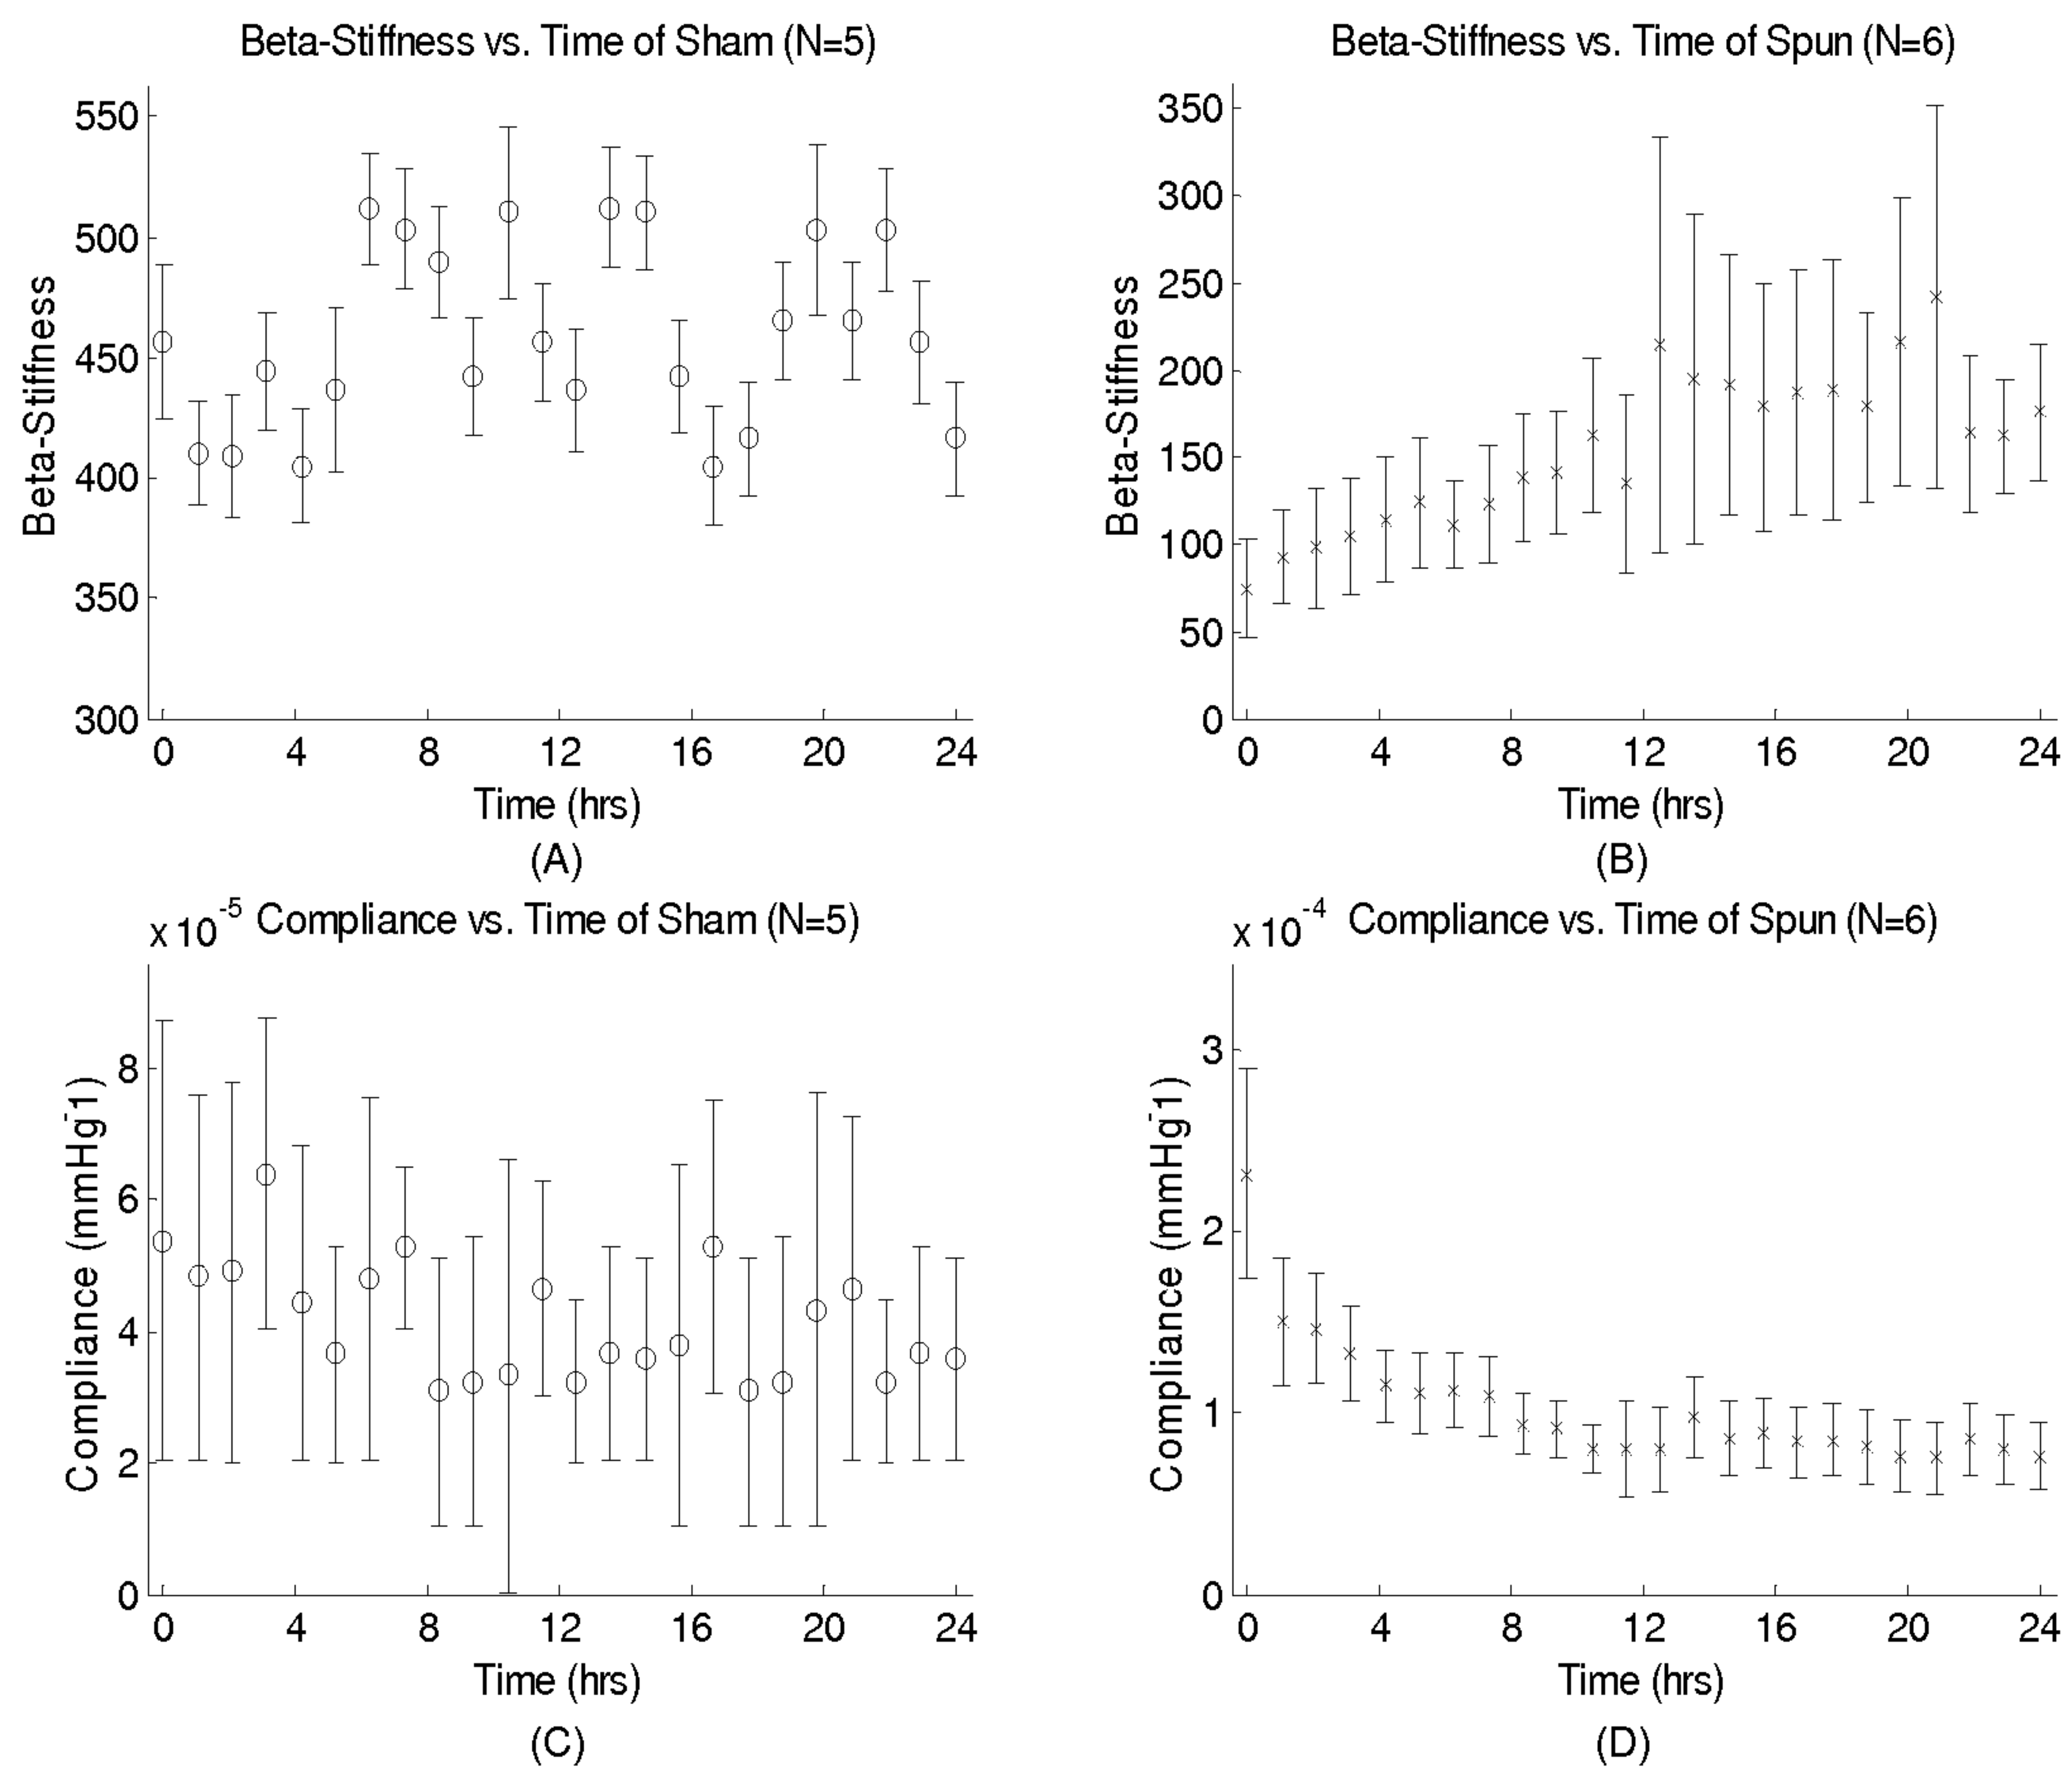 Beta-Stiffness vs. Time of Sham (N=5)
550
500
450
400
350
300
Beta-Stiffness
0 4 8 12 16 20 24
Time (hrs)
(A)
Beta-Stiffness vs. Time of Spun (N=6)
350
300
250
200
150
100
50
0
Beta-Stiffness
0 4 8 12 16 20 24
Time (hrs)
(B)
x 10^-5 Compliance vs. Time of Sham (N=5)
8
6
4
2
0
Compliance (mmHg^-1)
0 4 8 12 16 20 24
Time (hrs)
(C)
x 10^-4 Compliance vs. Time of Spun (N=6)
3
2
1
0
Compliance (mmHg^-1)
0 4 8 12 16 20 24
Time (hrs)
(D)